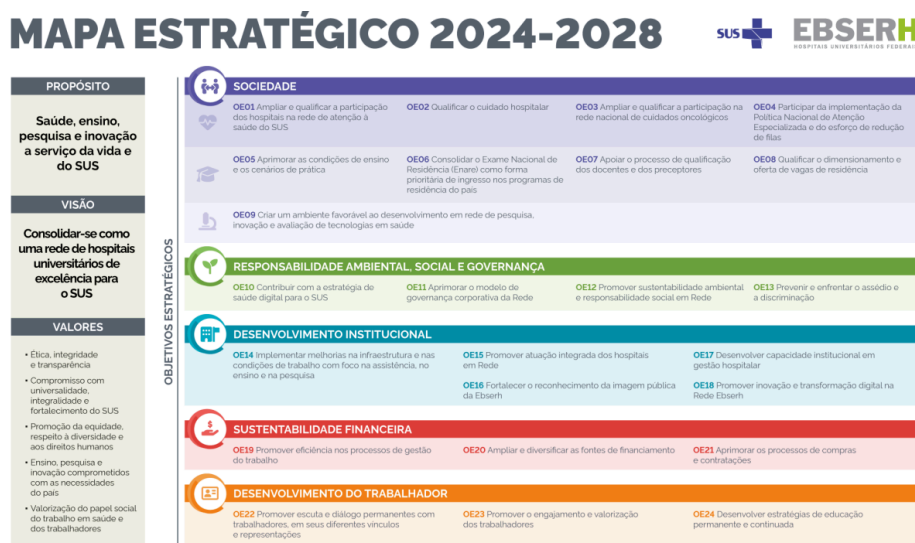 MAPA ESTRATÉGICO 2024-2028
SUS
EBSERH
HOSPITAIS UNIVERSITÁRIOS FEDERAI
PROPÓSITO
Saúde, ensino,
pesquisa e inovação
a serviço da vida e
do SUS
VISÃO
Consolidar-se como
uma rede de hospitais
universitários de
excelência para
o SUS
VALORES
• Ética, integridade
e transparência
• Compromisso com
universalidade,
integralidade e
fortalecimento do SUS
• Promoção da equidade,
respeito à diversidade e
aos direitos humanos
• Ensino, pesquisa e
inovação comprometidos
com as necessidades
do país
• Valorização do papel social
do trabalho em saúde e
dos trabalhadores
OBJETIVOS ESTRATÉGICOS
SOCIEDADE
OE01 Ampliar e qualificar a participação
dos hospitais na rede de atenção à
saúde do SUS
OE02 Qualificar o cuidado hospitalar
OE03 Ampliar e qualificar a participação na
rede nacional de cuidados oncológicos
OE04 Participar da implementação da
Política Nacional de Atenção
Especializada e do esforço de redução
de filas
OE05 Aprimorar as condições de ensino
e os cenários de prática
OE06 Consolidar o Exame Nacional de
Residência (Enare) como forma
prioritária de ingresso nos programas de
residência do país
OE07 Apoiar o processo de qualificação
dos docentes e dos preceptores
OE08 Qualificar o dimensionamento e
oferta de vagas de residência
OE09 Criar um ambiente favorável ao desenvolvimento em rede de pesquisa,
inovação e avaliação de tecnologias em saúde
RESPONSABILIDADE AMBIENTAL, SOCIAL E GOVERNANÇA
OE10 Contribuir com a estratégia de
saúde digital para o SUS
OE11 Aprimorar o modelo de
governança corporativa da Rede
OE12 Promover sustentabilidade ambiental
e responsabilidade social em Rede
OE13 Prevenir e enfrentar o assédio e
a discriminação
DESENVOLVIMENTO INSTITUCIONAL
OE14 Implementar melhorias na infraestrutura e nas
condições de trabalho com foco na assistência, no
ensino e na pesquisa
OE15 Promover atuação integrada dos hospitais
em Rede
OE16 Fortalecer o reconhecimento da imagem pública
da Ebserh
OE17 Desenvolver capacidade institucional em
gestão hospitalar
OE18 Promover inovação e transformação digital na
Rede Ebserh
SUSTENTABILIDADE FINANCEIRA
OE19 Promover eficiência nos processos de gestão
do trabalho
OE20 Ampliar e diversificar as fontes de financiamento
OE21 Aprimorar os processos de compras
e contratações
DESENVOLVIMENTO DO TRABALHADOR
OE22 Promover escuta e diálogo permanentes com
trabalhadores, em seus diferentes vínculos
e representações
OE23 Promover o engajamento e valorização
dos trabalhadores
OE24 Desenvolver estratégias de educação
permanente e continuada